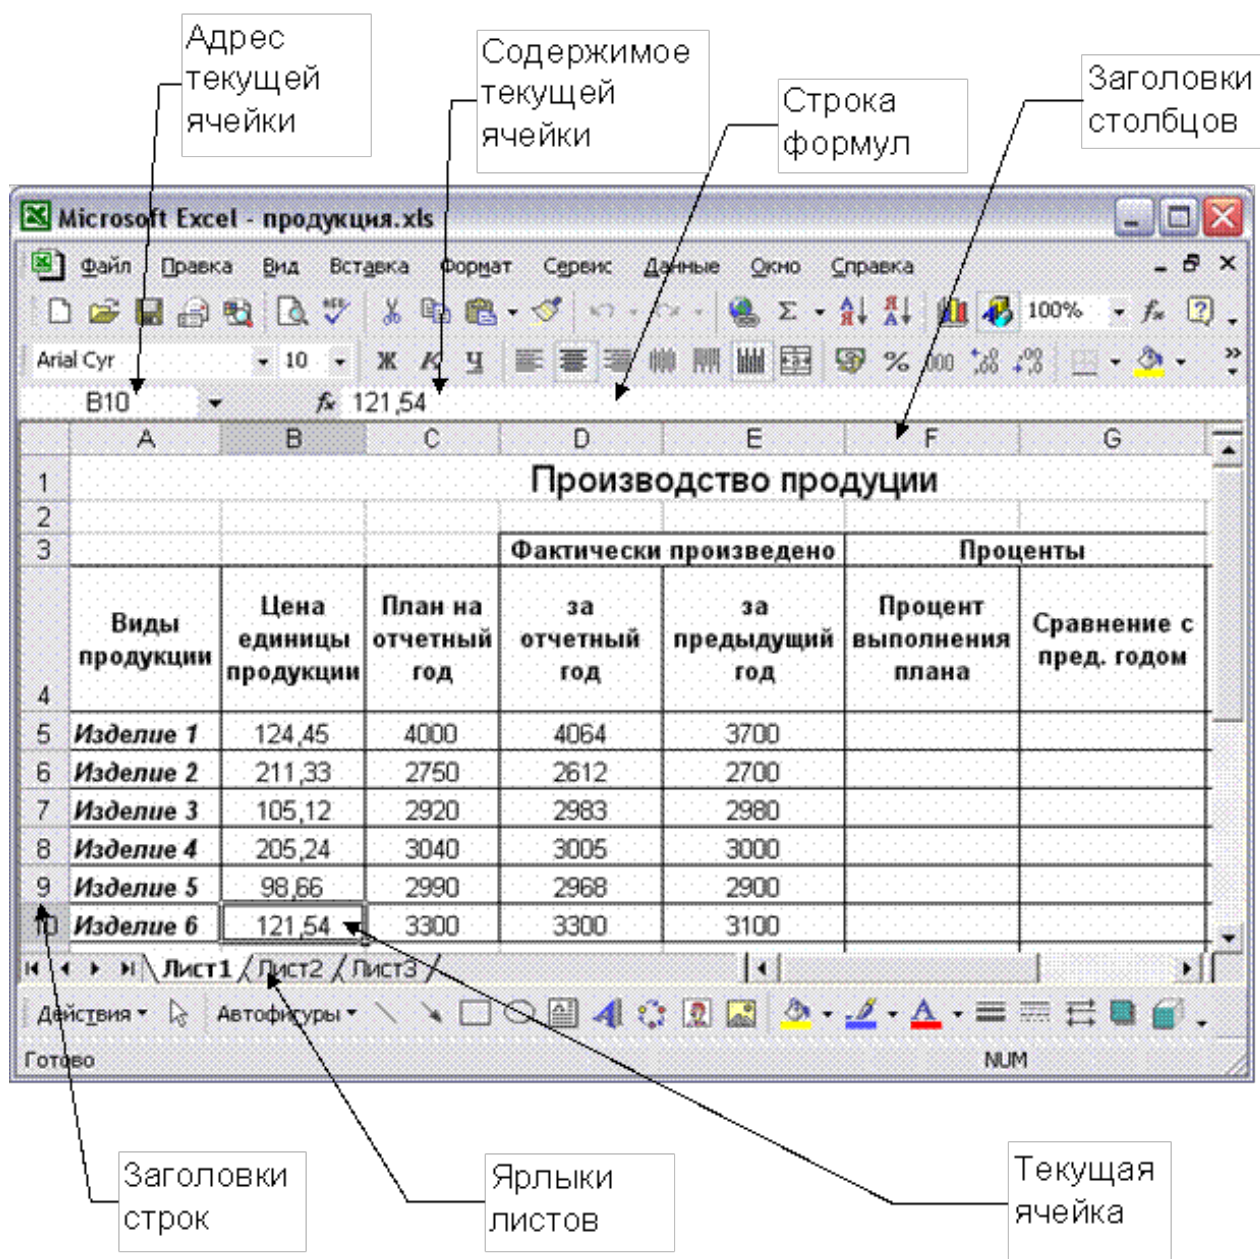 Адрес
текущей
ячейки
Содержимое
текущей
ячейки
Строка
формул
Заголовки
столбцов
Microsoft Excel - продукция.xls
Файл Правка Вид Вставка Формат Сервис Данные Окно Справка
100%
Arial Cyr 10 Ж К Ч % 000
B10 fx 121,54
A B C D E F G
1 Производство продуции
2
3 Фактически произведено Проценты
4 Виды продукции Цена единицы продукции План на отчетный год за отчетный год за предыдущий год Процент выполнения плана Сравнение с пред. годом
5 Изделие 1 124,45 4000 4064 3700
6 Изделие 2 211,33 2750 2612 2700
7 Изделие 3 105,12 2920 2983 2980
8 Изделие 4 205,24 3040 3005 3000
9 Изделие 5 98,66 2990 2968 2900
10 Изделие 6 121,54 3300 3300 3100
Лист1 Лист2 Лист3
Действия Автофигуры
Готово NUM
Заголовки
строк
Ярлыки
листов
Текущая
ячейка